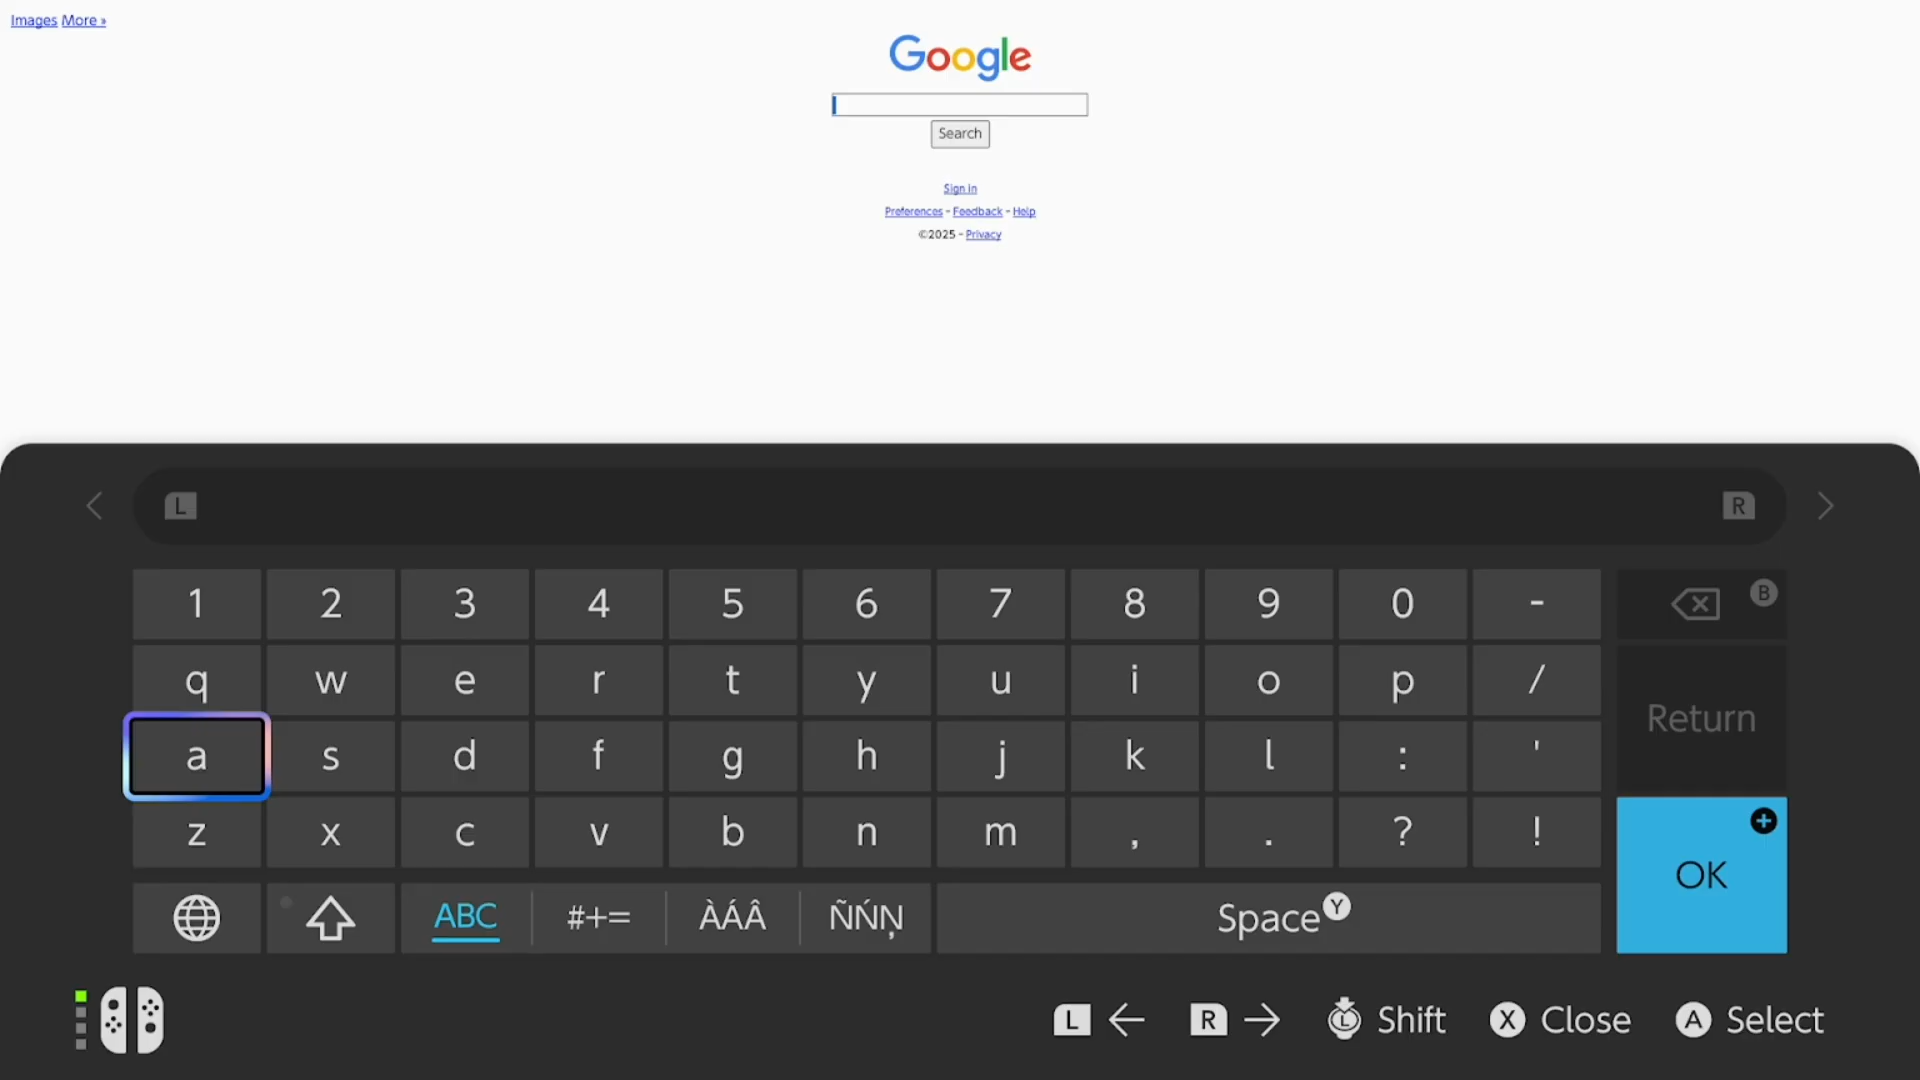 Images More »
Google
Search
Sign in
Preferences - Feedback - Help
©2025 - Privacy
L R
1 2 3 4 5 6 7 8 9 0 - B
q w e r t y u i o p /
Return
a s d f g h j k l : '
z x c v b n m , . ? !
OK
ABC #+= ÀÁÂ ÑŃŅ Space Y
L ← R → L Shift X Close A Select